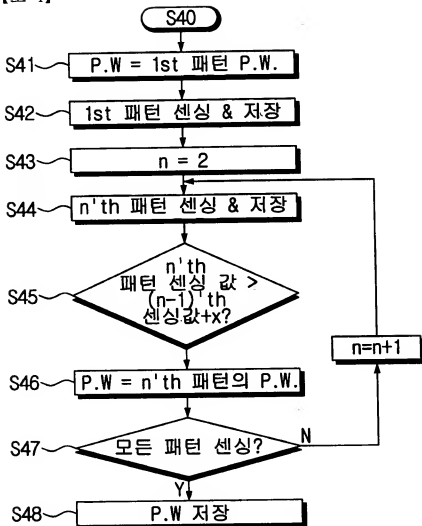 S40
S41 P.W = 1st 패턴 P.W.
S42 1st 패턴 센싱 & 저장
S43 n = 2
S44 n'th 패턴 센싱 & 저장
S45 n'th
패턴 센싱 값 >
(n-1)'th
센싱값+x?
n=n+1
S46 P.W = n'th 패턴의 P.W.
S47 모든 패턴 센싱? N
Y
S48 P.W 저장